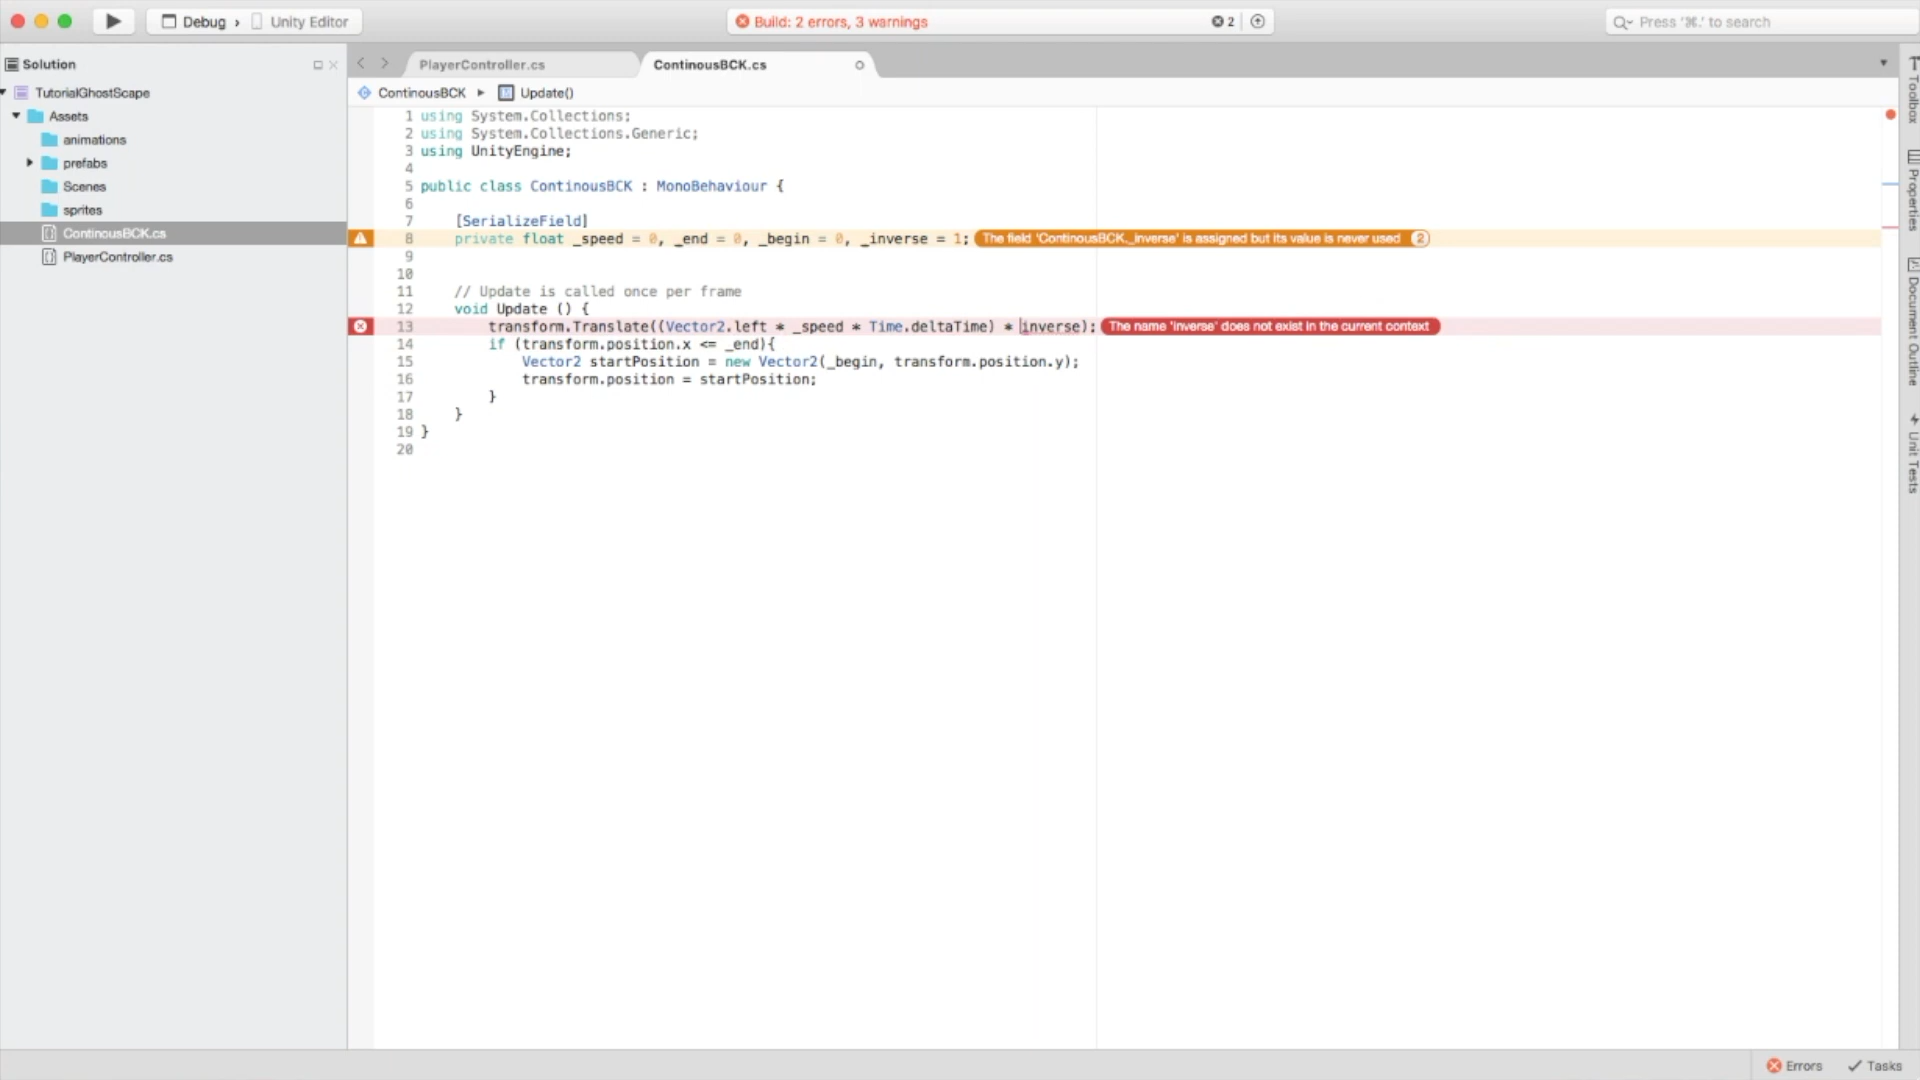 Debug › Unity Editor
Build: 2 errors, 3 warnings
2
Press '⌘.' to search
Solution
TutorialGhostScape
Assets
animations
prefabs
Scenes
sprites
ContinousBCK.cs
PlayerController.cs
PlayerController.cs
ContinousBCK.cs
ContinousBCK ▸ Update()
1 using System.Collections;
2 using System.Collections.Generic;
3 using UnityEngine;
4
5 public class ContinousBCK : MonoBehaviour {
6
7 [SerializeField]
8 private float _speed = 0, _end = 0, _begin = 0, _inverse = 1; The field 'ContinousBCK._inverse' is assigned but its value is never used 2
9
10
11 // Update is called once per frame
12 void Update () {
13 transform.Translate((Vector2.left * _speed * Time.deltaTime) * inverse); The name 'inverse' does not exist in the current context
14 if (transform.position.x <= _end){
15 Vector2 startPosition = new Vector2(_begin, transform.position.y);
16 transform.position = startPosition;
17 }
18 }
19 }
20
Toolbox
Properties
Document Outline
Unit Tests
Errors
Tasks